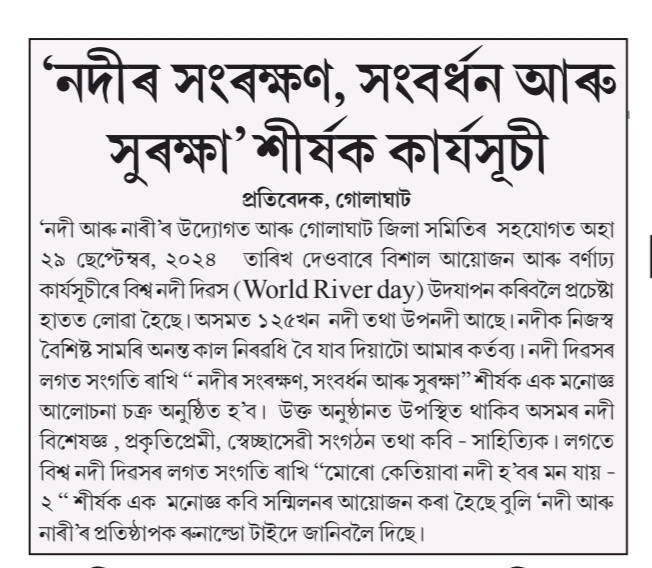 ‘নদীৰ সংৰক্ষণ, সংবৰ্ধন আৰু
সুৰক্ষা’ শীৰ্ষক কাৰ্যসূচী
প্ৰতিবেদক, গোলাঘাট
‘নদী আৰু নাৰী’ৰ উদ্যোগত আৰু গোলাঘাট জিলা সমিতিৰ সহযোগত অহা
২৯ ছেপ্টেম্বৰ, ২০২৪ তাৰিখ দেওবাৰে বিশাল আয়োজন আৰু বৰ্ণাঢ্য
কাৰ্যসূচীৰে বিশ্ব নদী দিৱস (World River day) উদযাপন কৰিবলৈ প্ৰচেষ্টা
হাতত লোৱা হৈছে। অসমত ১২৫খন নদী তথা উপনদী আছে। নদীক নিজস্ব
বৈশিষ্ট সামৰি অনন্ত কাল নিৰৱধি বৈ যাব দিয়াটো আমাৰ কৰ্তব্য। নদী দিৱসৰ
লগত সংগতি ৰাখি “ নদীৰ সংৰক্ষণ, সংবৰ্ধন আৰু সুৰক্ষা” শীৰ্ষক এক মনোজ্ঞ
আলোচনা চক্ৰ অনুষ্ঠিত হ’ব। উক্ত অনুষ্ঠানত উপস্থিত থাকিব অসমৰ নদী
বিশেষজ্ঞ , প্ৰকৃতিপ্ৰেমী, স্বেচ্ছাসেৱী সংগঠন তথা কবি - সাহিত্যিক। লগতে
বিশ্ব নদী দিৱসৰ লগত সংগতি ৰাখি “মোৰো কেতিয়াবা নদী হ’বৰ মন যায় -
২ “ শীৰ্ষক এক মনোজ্ঞ কবি সন্মিলনৰ আয়োজন কৰা হৈছে বুলি ‘নদী আৰু
নাৰী’ৰ প্ৰতিষ্ঠাপক ৰুনাল্ডো টাইদে জানিবলৈ দিছে।